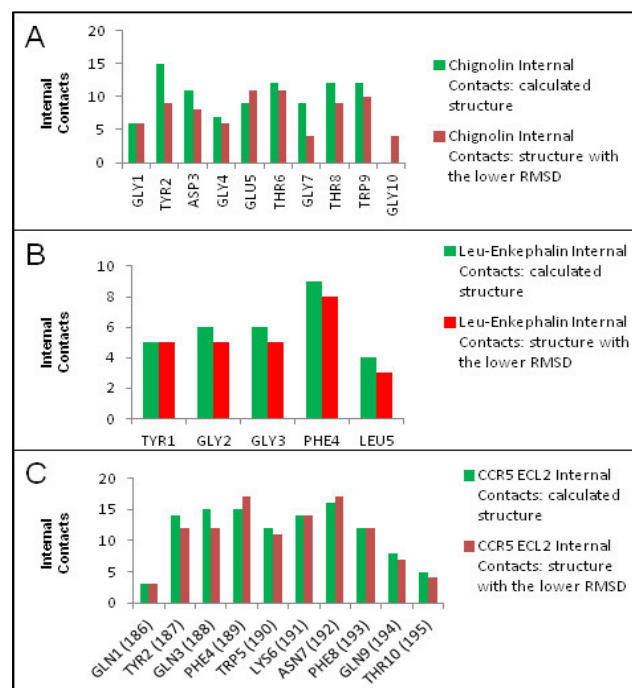 A
Internal
Contacts
20
15
10
5
0
GLY1
TYR2
ASP3
GLY4
GLU5
THR6
GLY7
THR8
TRP9
GLY10
Chignolin Internal
Contacts: calculated
structure
Chignolin Internal
Contacts: structure with
the lower RMSD
B
Internal
Contacts
10
8
6
4
2
0
TYR1
GLY2
GLY3
PHE4
LEU5
Leu-Enkephalin Internal
Contacts: calculated
structure
Leu-Enkephalin Internal
Contacts: structure with
the lower RMSD
C
Internal
Contacts
20
15
10
5
0
GLN1 (186)
TYR2 (187)
GLN3 (188)
PHE4 (189)
TRP5 (190)
LYS6 (191)
ASN7 (192)
PHE8 (193)
GLN9 (194)
THR10 (195)
CCR5 ECL2 Internal
Contacts: calculated
structure
CCR5 ECL2 Internal
Contacts: structure
with the lower RMSD